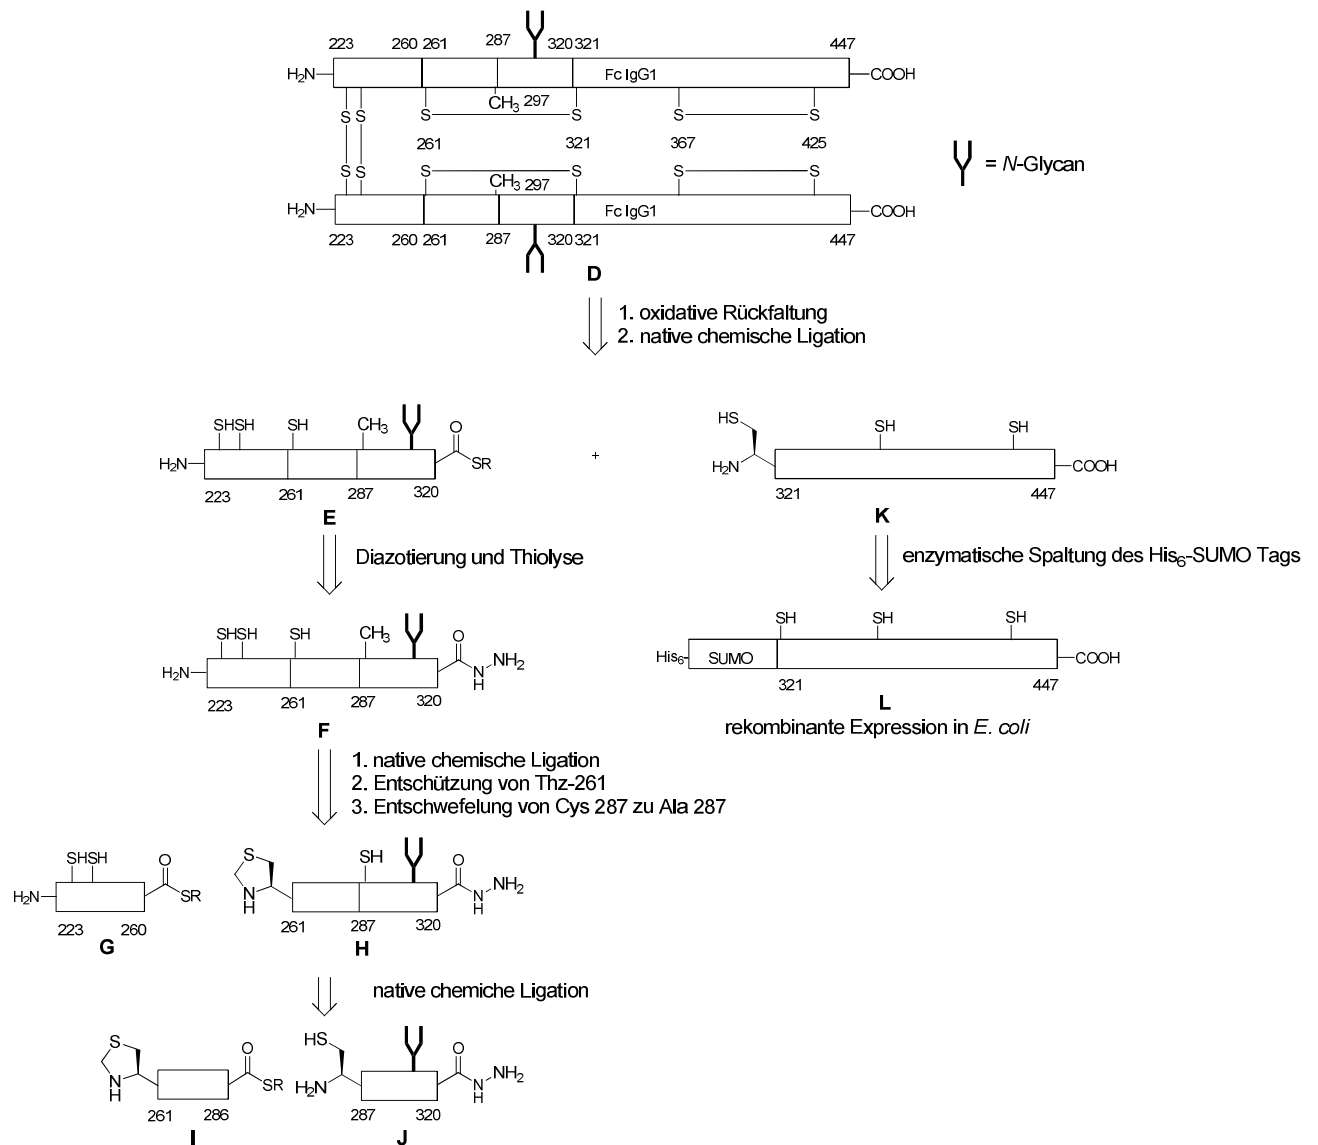 223 260 261 287 320 321 447
H2N Fc IgG1 COOH
CH3 297
S S S S S S
261 321 367 425
= N-Glycan
S S S S S S
CH3 297
H2N Fc IgG1 COOH
223 260 261 287 320 321 447
D
1. oxidative Rückfaltung
2. native chemische Ligation
SHSH SH CH3 O
H2N SR
223 261 287 320
E
+
HS SH SH
H2N COOH
321 447
K
Diazotierung und Thiolyse
enzymatische Spaltung des His6-SUMO Tags
SHSH SH CH3 O
H2N N H NH2
223 261 287 320
F
SH SH SH
His6- SUMO COOH
321 447
L
rekombinante Expression in E. coli
1. native chemische Ligation
2. Entschützung von Thz-261
3. Entschwefelung von Cys 287 zu Ala 287
SHSH O
H2N SR
223 260
G
S SH O
N H N H NH2
261 287 320
H
native chemiche Ligation
S O
N H SR
261 286
I
HS O
H2N N H NH2
287 320
J